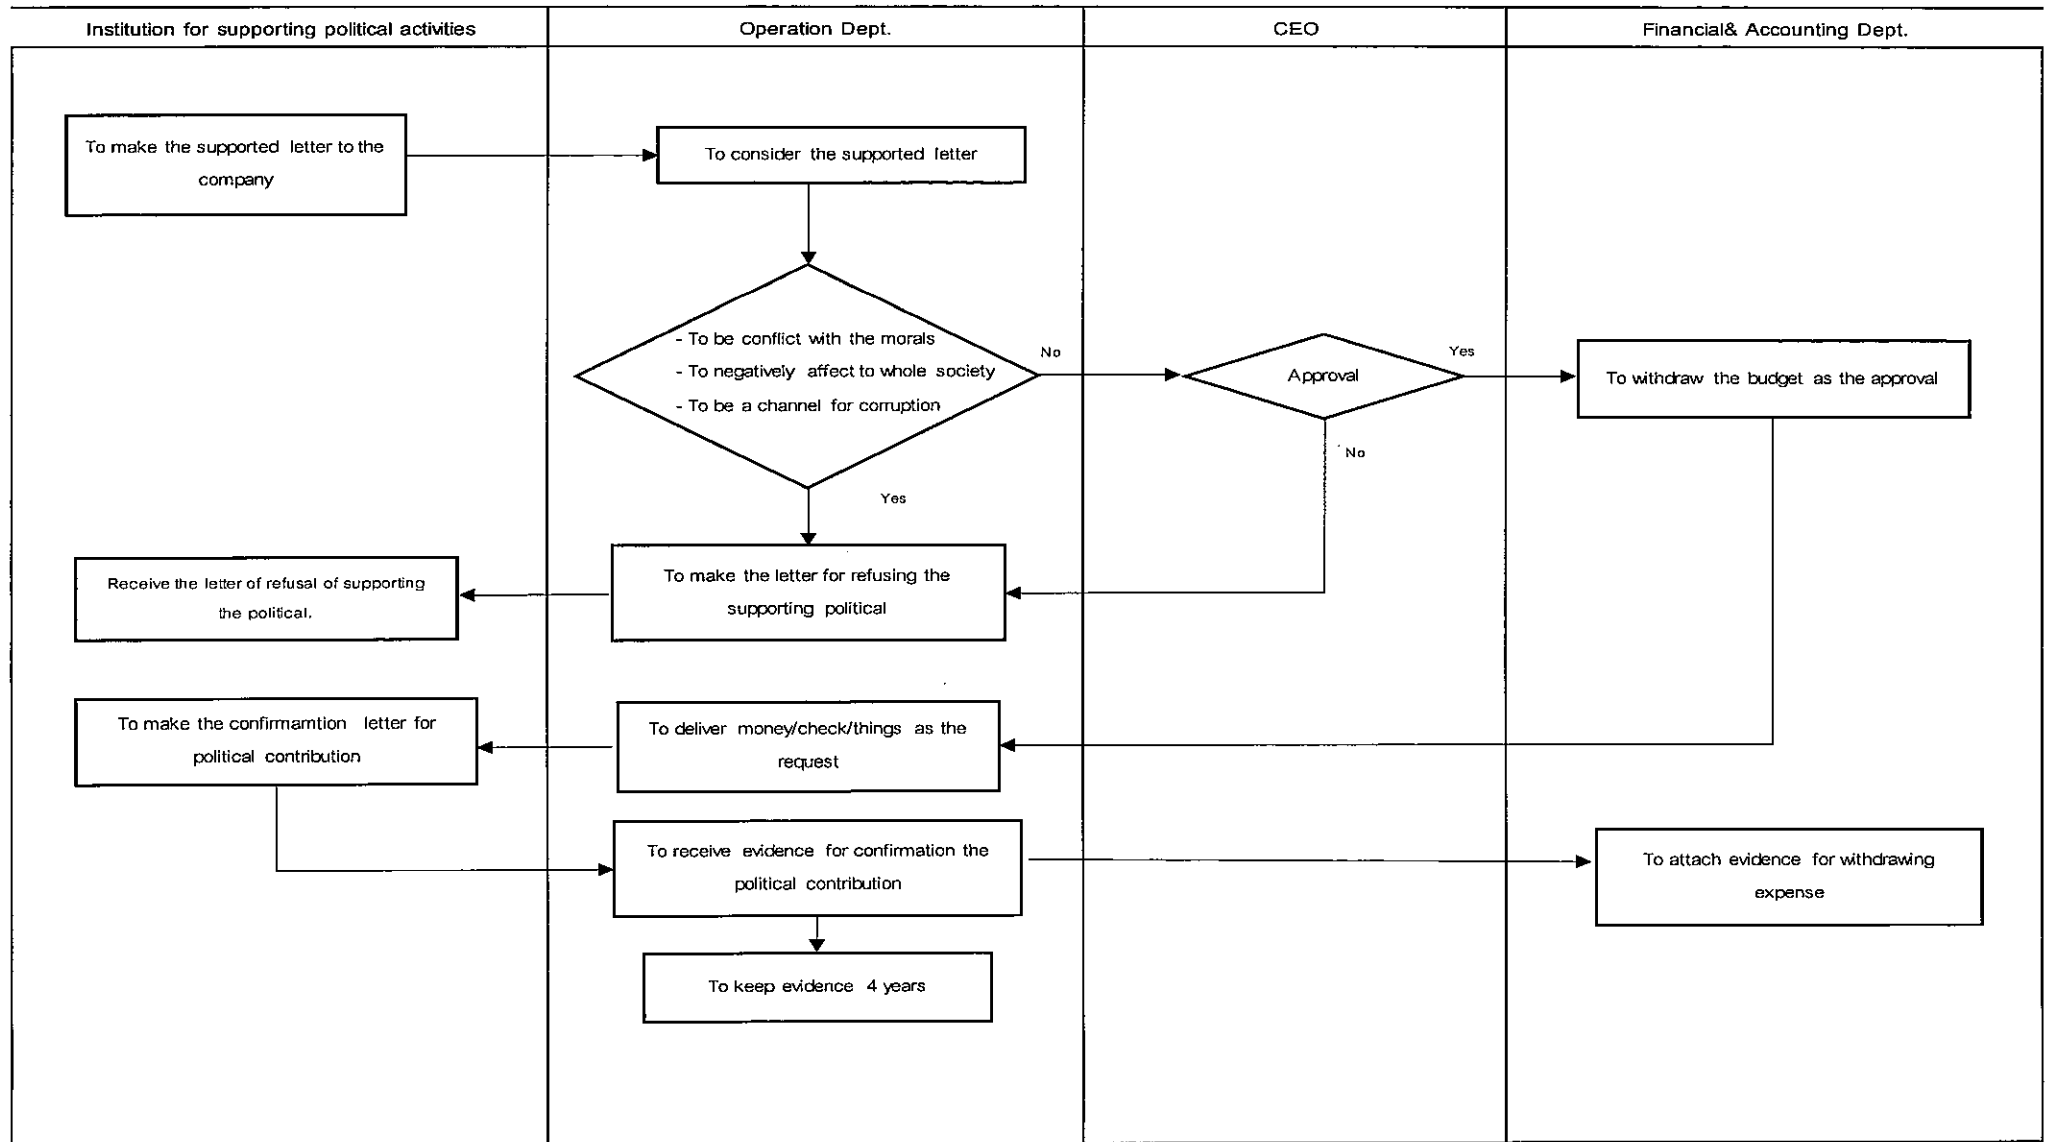 Institution for supporting political activities
Operation Dept.
CEO
Financial& Accounting Dept.
To make the supported letter to the
company
To consider the supported letter
- To be conflict with the morals
- To negatively affect to whole society
- To be a channel for corruption
No
Approval
Yes
To withdraw the budget as the approval
No
Yes
Receive the letter of refusal of supporting
the political.
To make the letter for refusing the
supporting political
To make the confirmamtion letter for
political contribution
To deliver money/check/things as the
request
To receive evidence for confirmation the
political contribution
To attach evidence for withdrawing
expense
To keep evidence 4 years